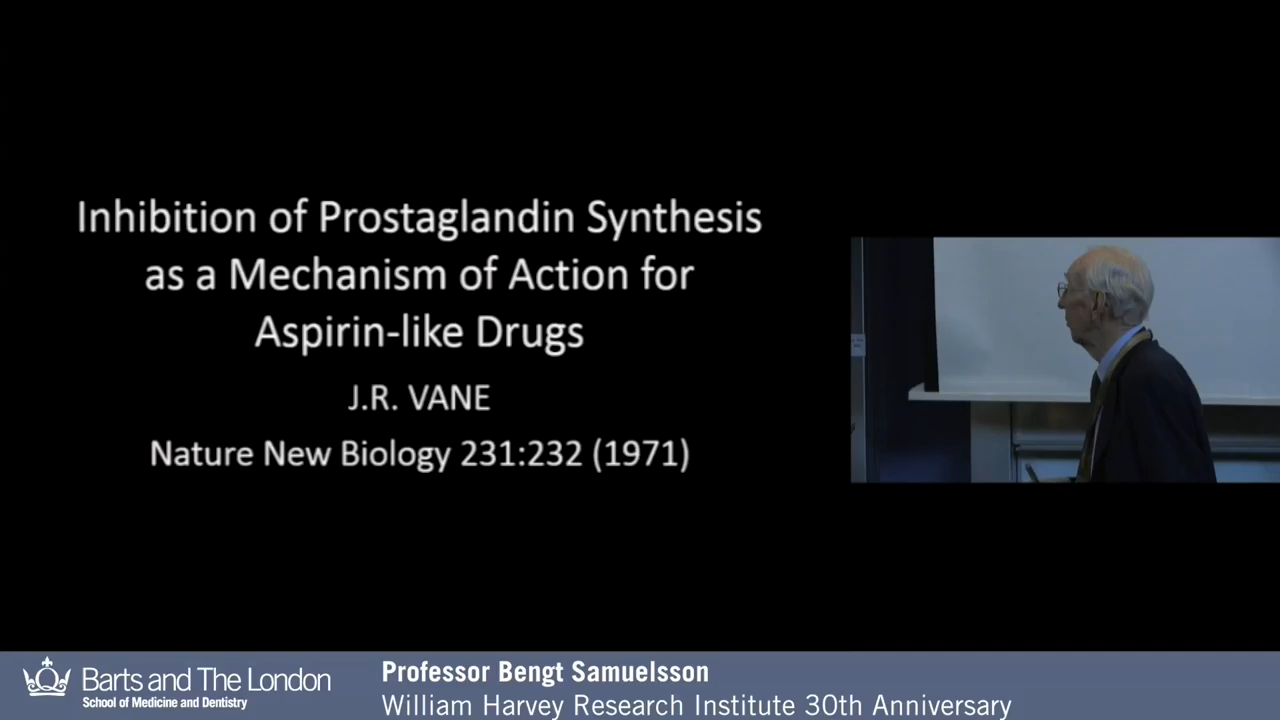 Inhibition of Prostaglandin Synthesis
as a Mechanism of Action for
Aspirin-like Drugs
J.R. VANE
Nature New Biology 231:232 (1971)
Barts and The London
School of Medicine and Dentistry
Professor Bengt Samuelsson
William Harvey Research Institute 30th Anniversary